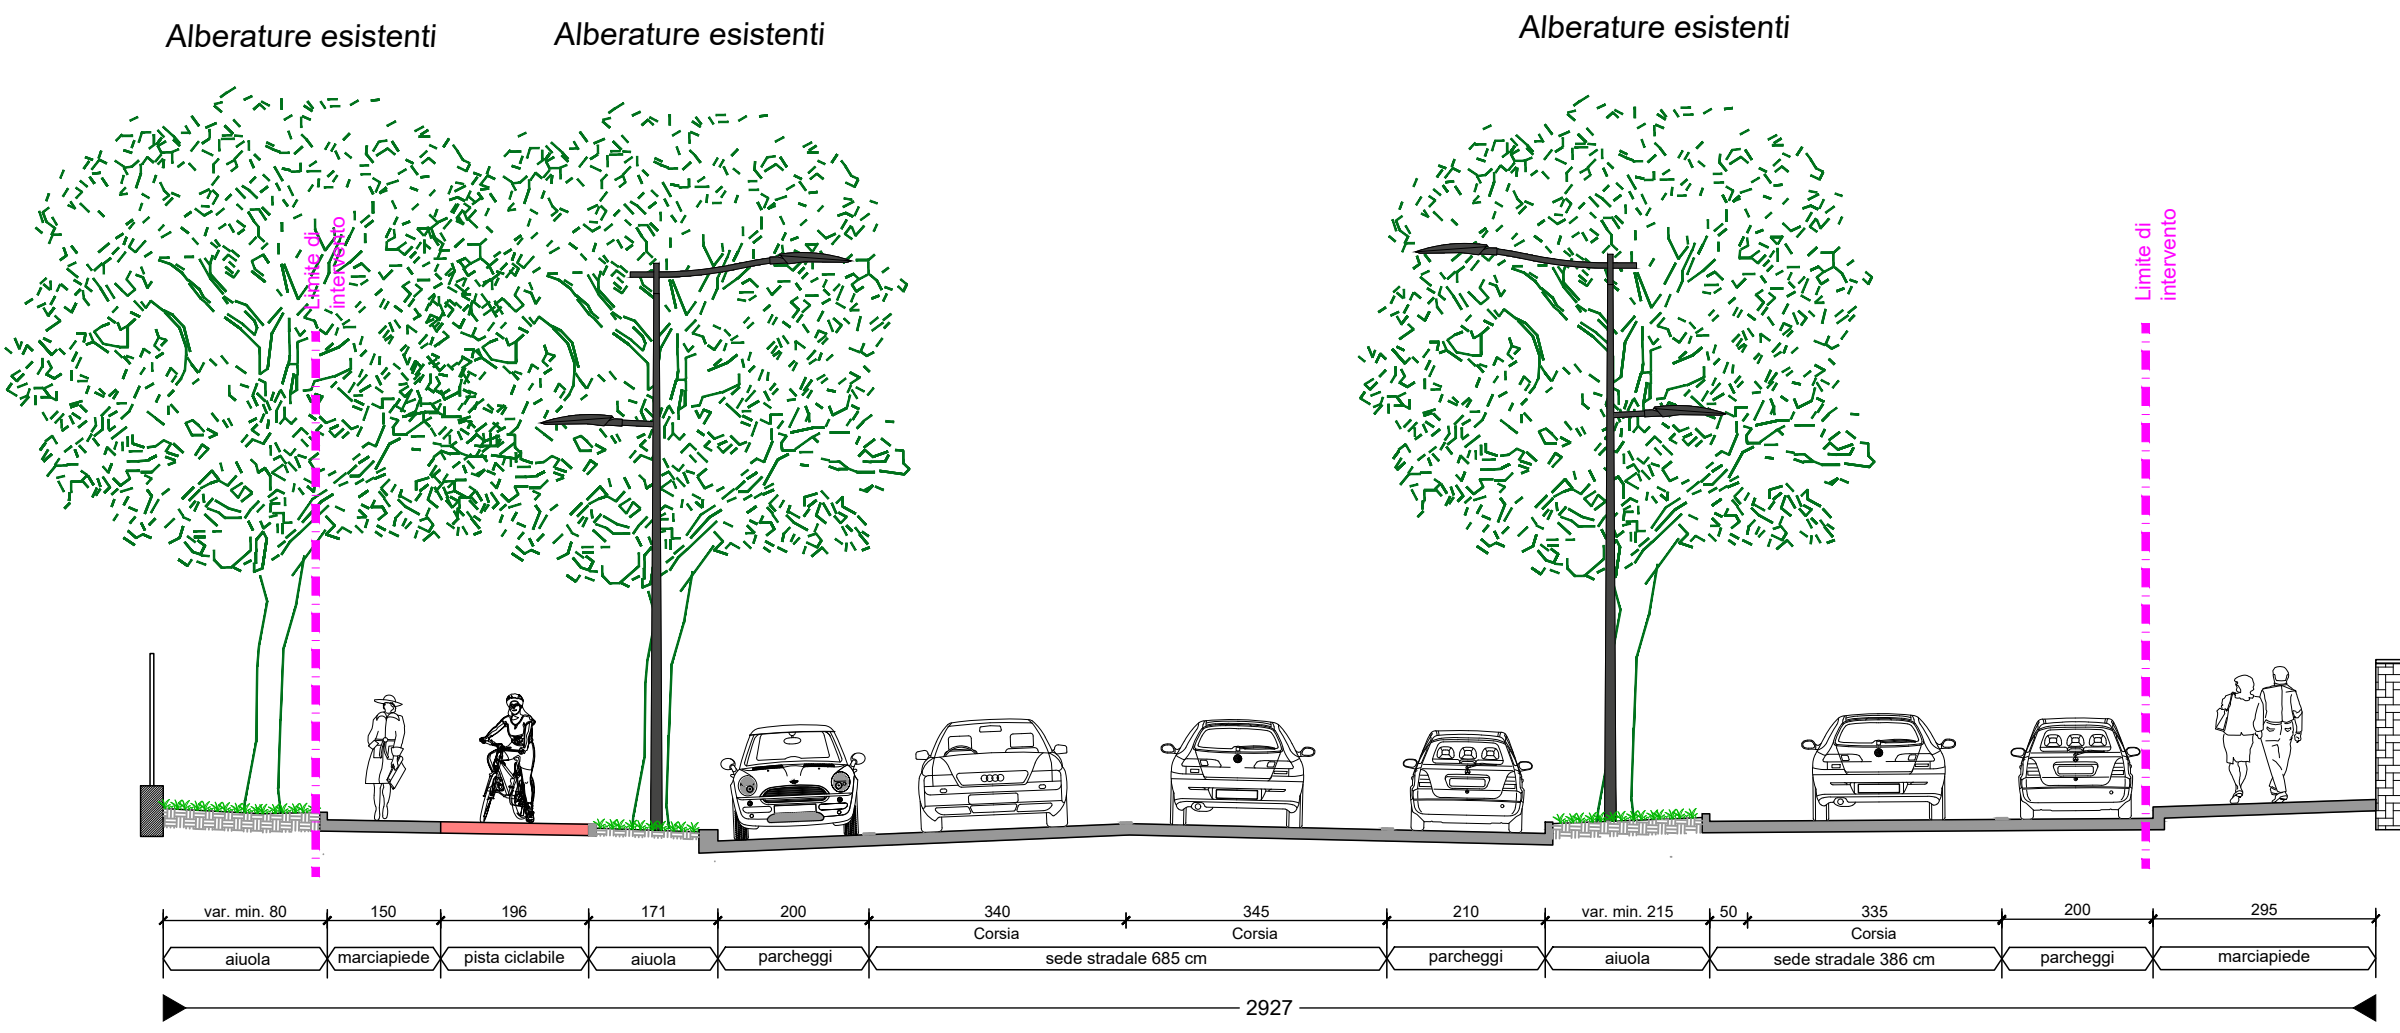 Alberature esistenti
Alberature esistenti
Alberature esistenti
Limite di
intervento
Limite di
intervento
var. min. 80
150
196
171
200
340
345
210
var. min. 215
50
335
200
295
Corsia
Corsia
Corsia
aiuola
marciapiede
pista ciclabile
aiuola
parcheggi
sede stradale 685 cm
parcheggi
aiuola
sede stradale 386 cm
parcheggi
marciapiede
2927